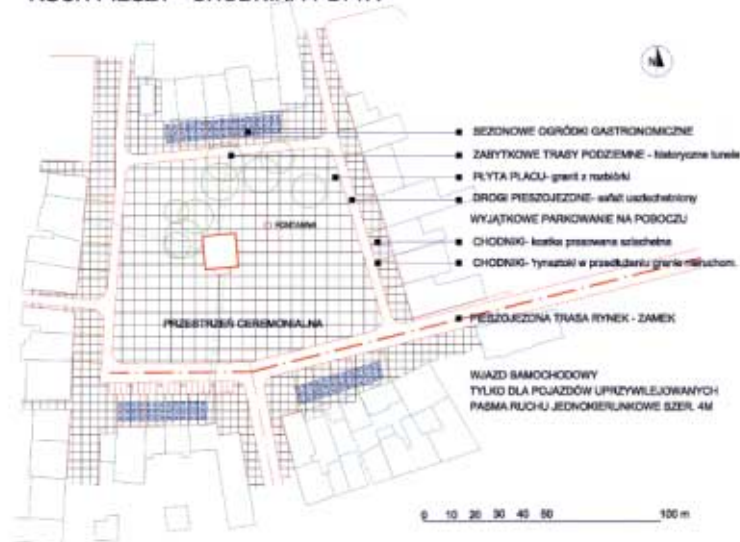 N
SEZONOWE OGRÓDKI GASTRONOMICZNE
ZABYTKOWE TRASY PODZIEMNE - historyczne tunele
PŁYTA PLACU- granit z rozbiórki
DROGI PIESZOJEZDNE- asfalt uszlachetniony
WYJĄTKOWE PARKOWANIE NA POBOCZU
CHODNIKI- kostka prasowana szlachetna
CHODNIKI- rynsztoki w przedłużeniu granic nieruchom.
FONTANNA
PRZESTRZEŃ CEREMONIALNA
PIESZOJEZDNA TRASA RYNEK - ZAMEK
WJAZD SAMOCHODOWY
TYLKO DLA POJAZDÓW UPRZYWILEJOWANYCH
PASMA RUCHU JEDNOKIERUNKOWE SZER. 4M
0 10 20 30 40 50 100 m